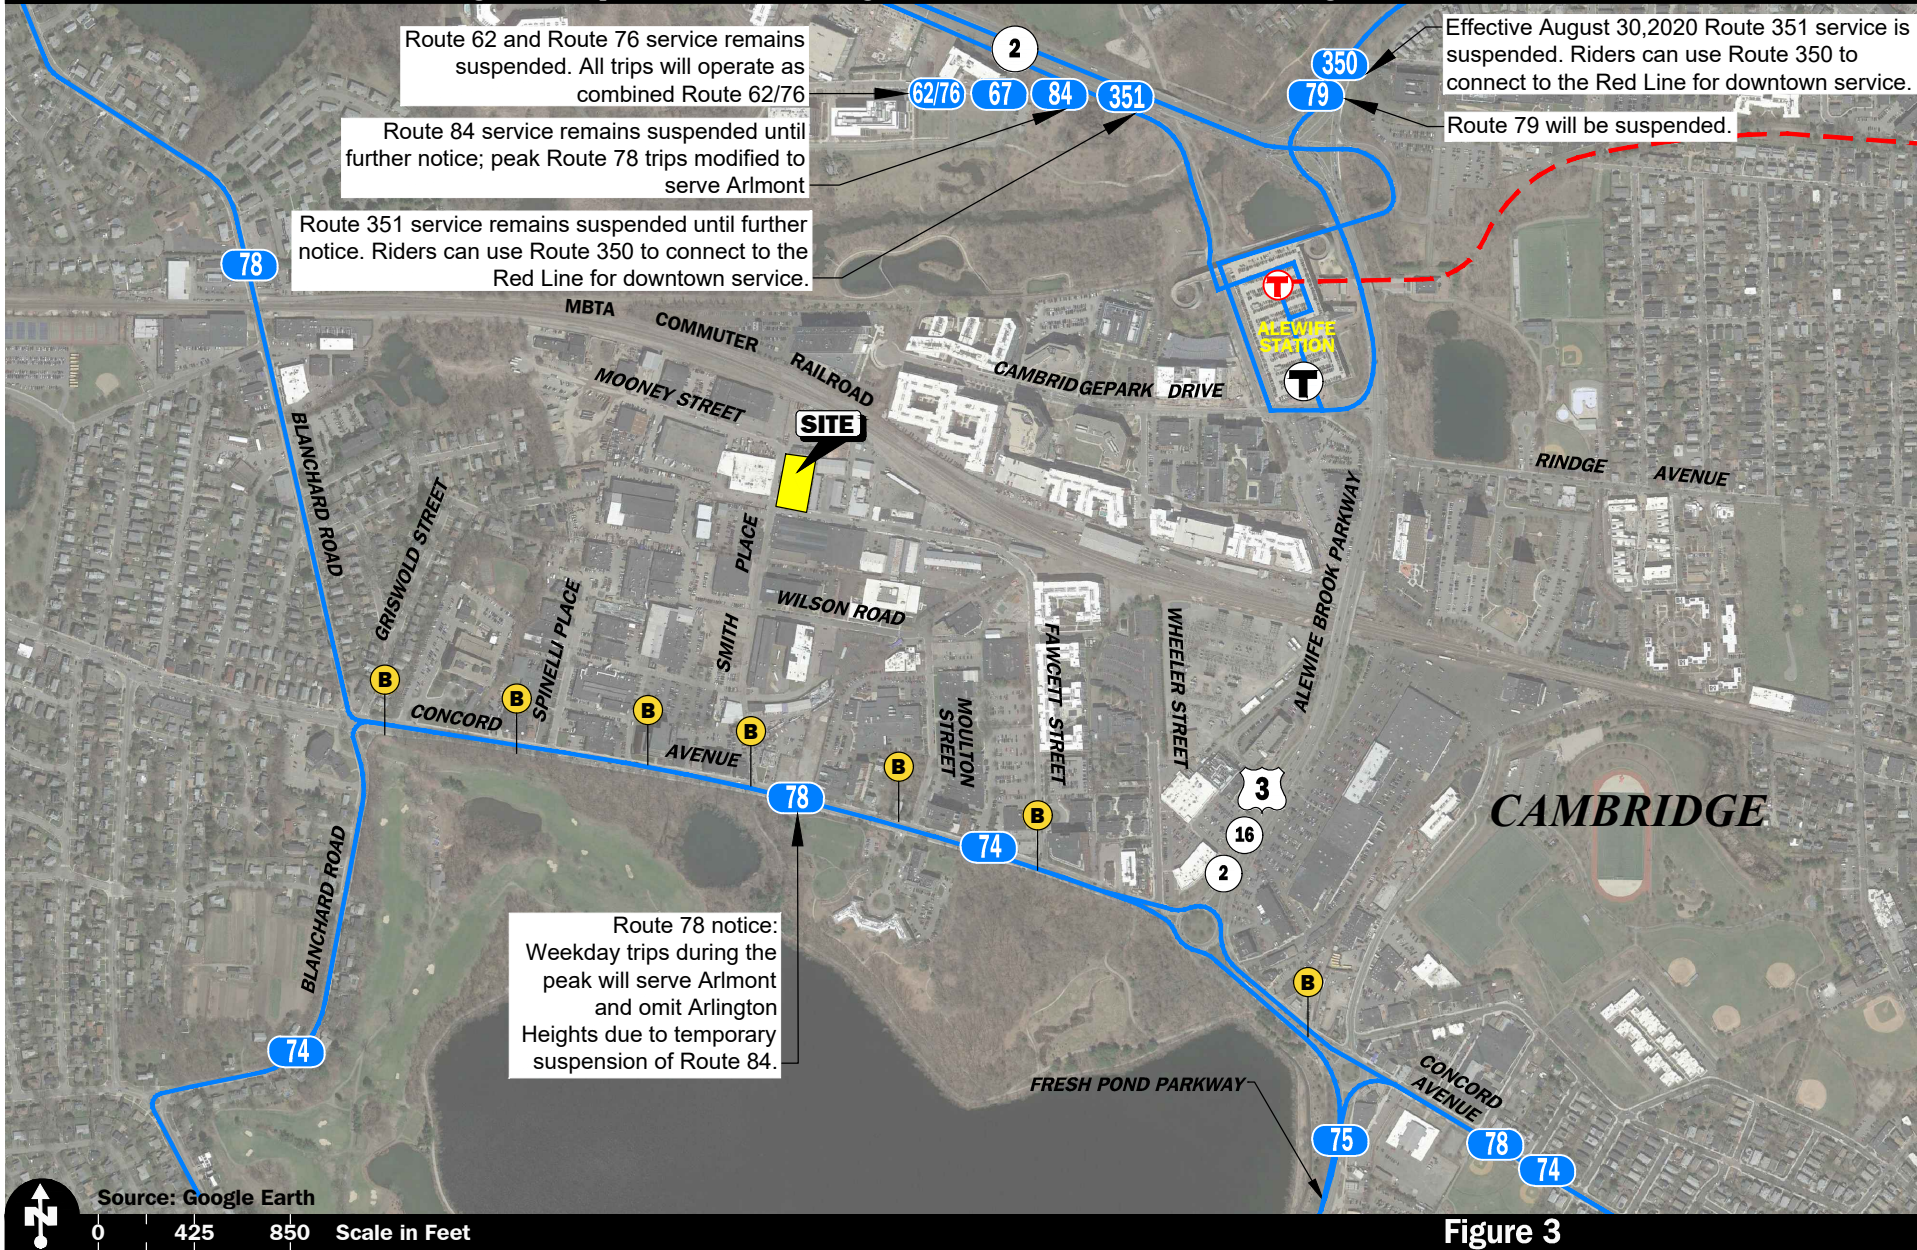 Route 62 and Route 76 service remains
suspended. All trips will operate as
combined Route 62/76
Route 84 service remains suspended until
further notice; peak Route 78 trips modified to
serve Arlmont
Route 351 service remains suspended until further
notice. Riders can use Route 350 to connect to the
Red Line for downtown service.
2
62/76
67
84
351
350
79
Effective August 30,2020 Route 351 service is
suspended. Riders can use Route 350 to
connect to the Red Line for downtown service.
Route 79 will be suspended.
78
MBTA COMMUTER RAILROAD
T
ALEWIFE
STATION
T
CAMBRIDGEPARK DRIVE
MOONEY STREET
SITE
BLANCHARD ROAD
GRISWOLD STREET
SPINELLI PLACE
SMITH PLACE
WILSON ROAD
RINDGE AVENUE
ALEWIFE BROOK PARKWAY
FAWCETT STREET
WHEELER STREET
MOULTON
STREET
B
B
B
B
B
B
B
CONCORD AVENUE
78
74
3
16
2
CAMBRIDGE
BLANCHARD ROAD
74
Route 78 notice:
Weekday trips during the
peak will serve Arlmont
and omit Arlington
Heights due to temporary
suspension of Route 84.
FRESH POND PARKWAY
CONCORD
AVENUE
75
78
74
N
Source: Google Earth
0 425 850 Scale in Feet
Figure 3